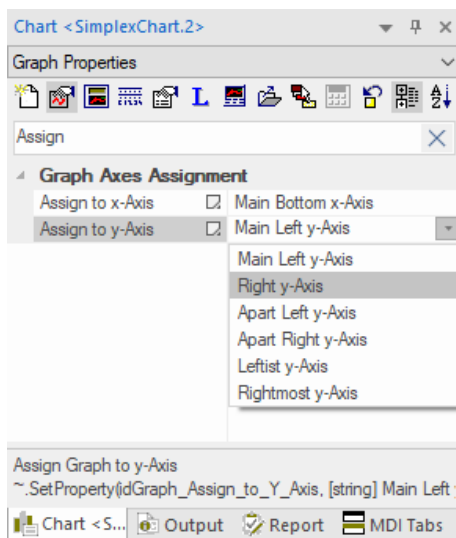 Chart <SimplexChart.2>
Graph Properties
L
Assign
Graph Axes Assignment
Assign to x-Axis Main Bottom x-Axis
Assign to y-Axis Main Left y-Axis
Main Left y-Axis
Right y-Axis
Apart Left y-Axis
Apart Right y-Axis
Leftist y-Axis
Rightmost y-Axis
Assign Graph to y-Axis
~.SetProperty(idGraph_Assign_to_Y_Axis, [string] Main Left
Chart <S... Output Report MDI Tabs